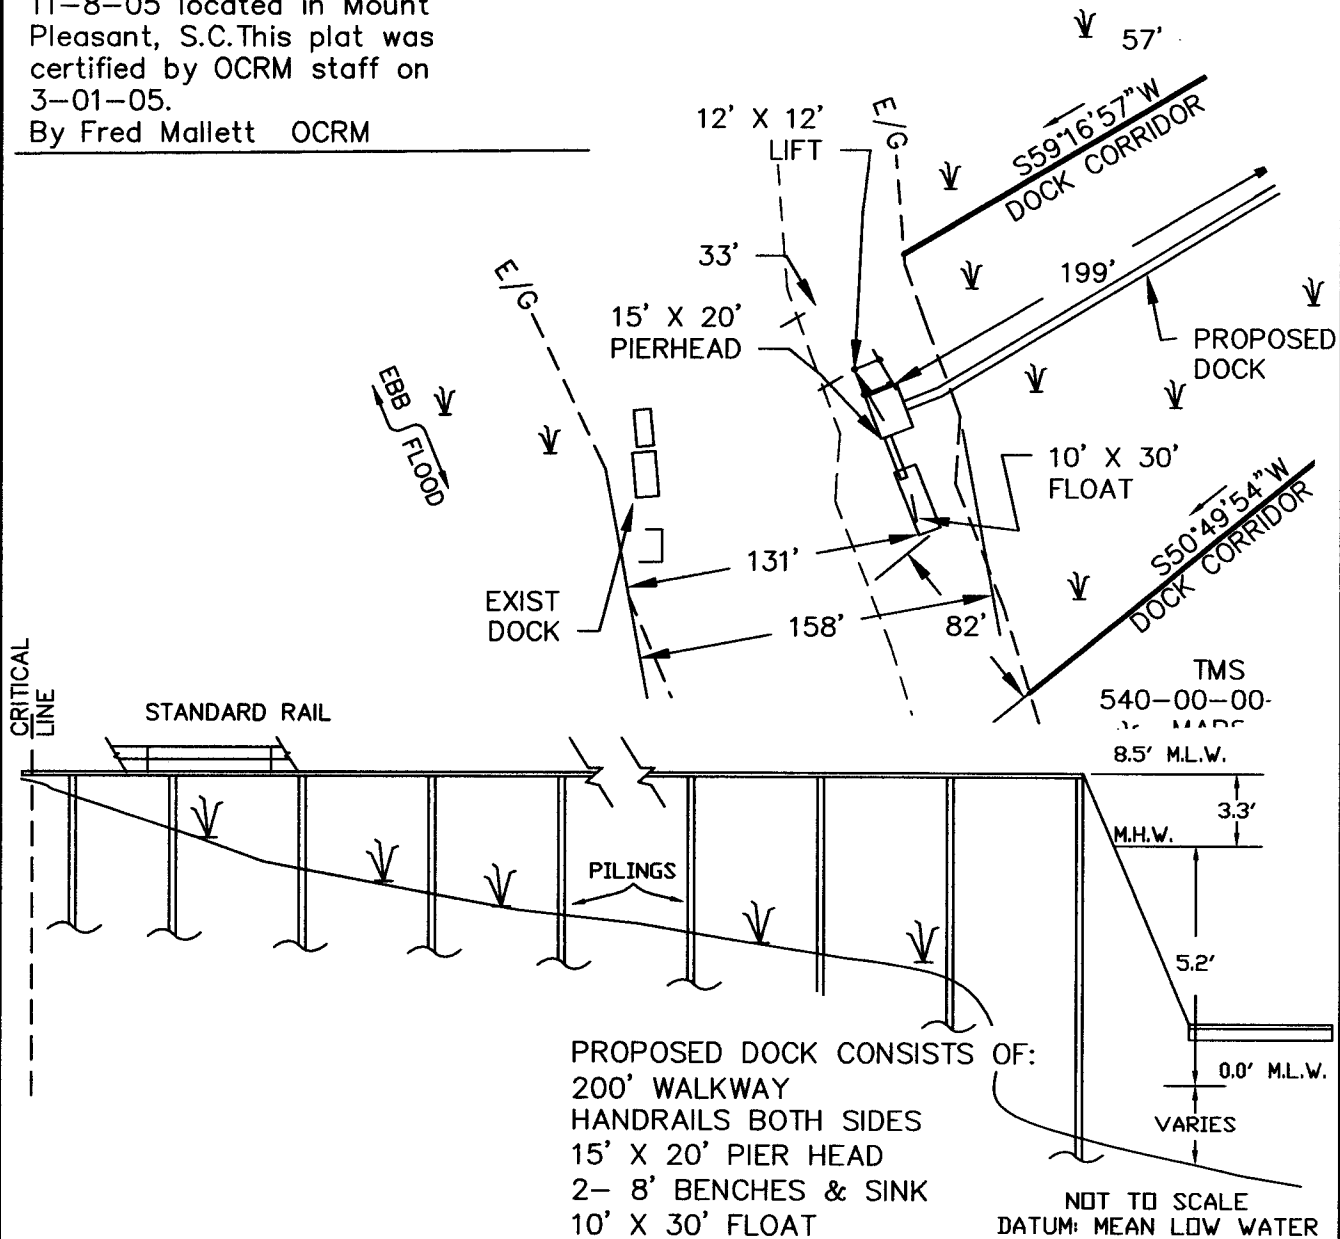 11-8-05 located in Mount
Pleasant, S.C.This plat was
certified by OCRM staff on
3-01-05.
By Fred Mallett OCRM
57'
S59°16'57"W
DOCK CORRIDOR
12' X 12'
LIFT
E/G
33'
199'
E/G
15' X 20'
PIERHEAD
PROPOSED
DOCK
EBB
FLOOD
10' X 30'
FLOAT
S50°49'54"W
DOCK CORRIDOR
131'
EXIST
DOCK
158'
82'
TMS
540-00-00-
CRITICAL
LINE
STANDARD RAIL
8.5' M.L.W.
3.3'
M.H.W.
PILINGS
5.2'
0.0' M.L.W.
VARIES
PROPOSED DOCK CONSISTS OF:
200' WALKWAY
HANDRAILS BOTH SIDES
15' X 20' PIER HEAD
2- 8' BENCHES & SINK
10' X 30' FLOAT
NOT TO SCALE
DATUM: MEAN LOW WATER